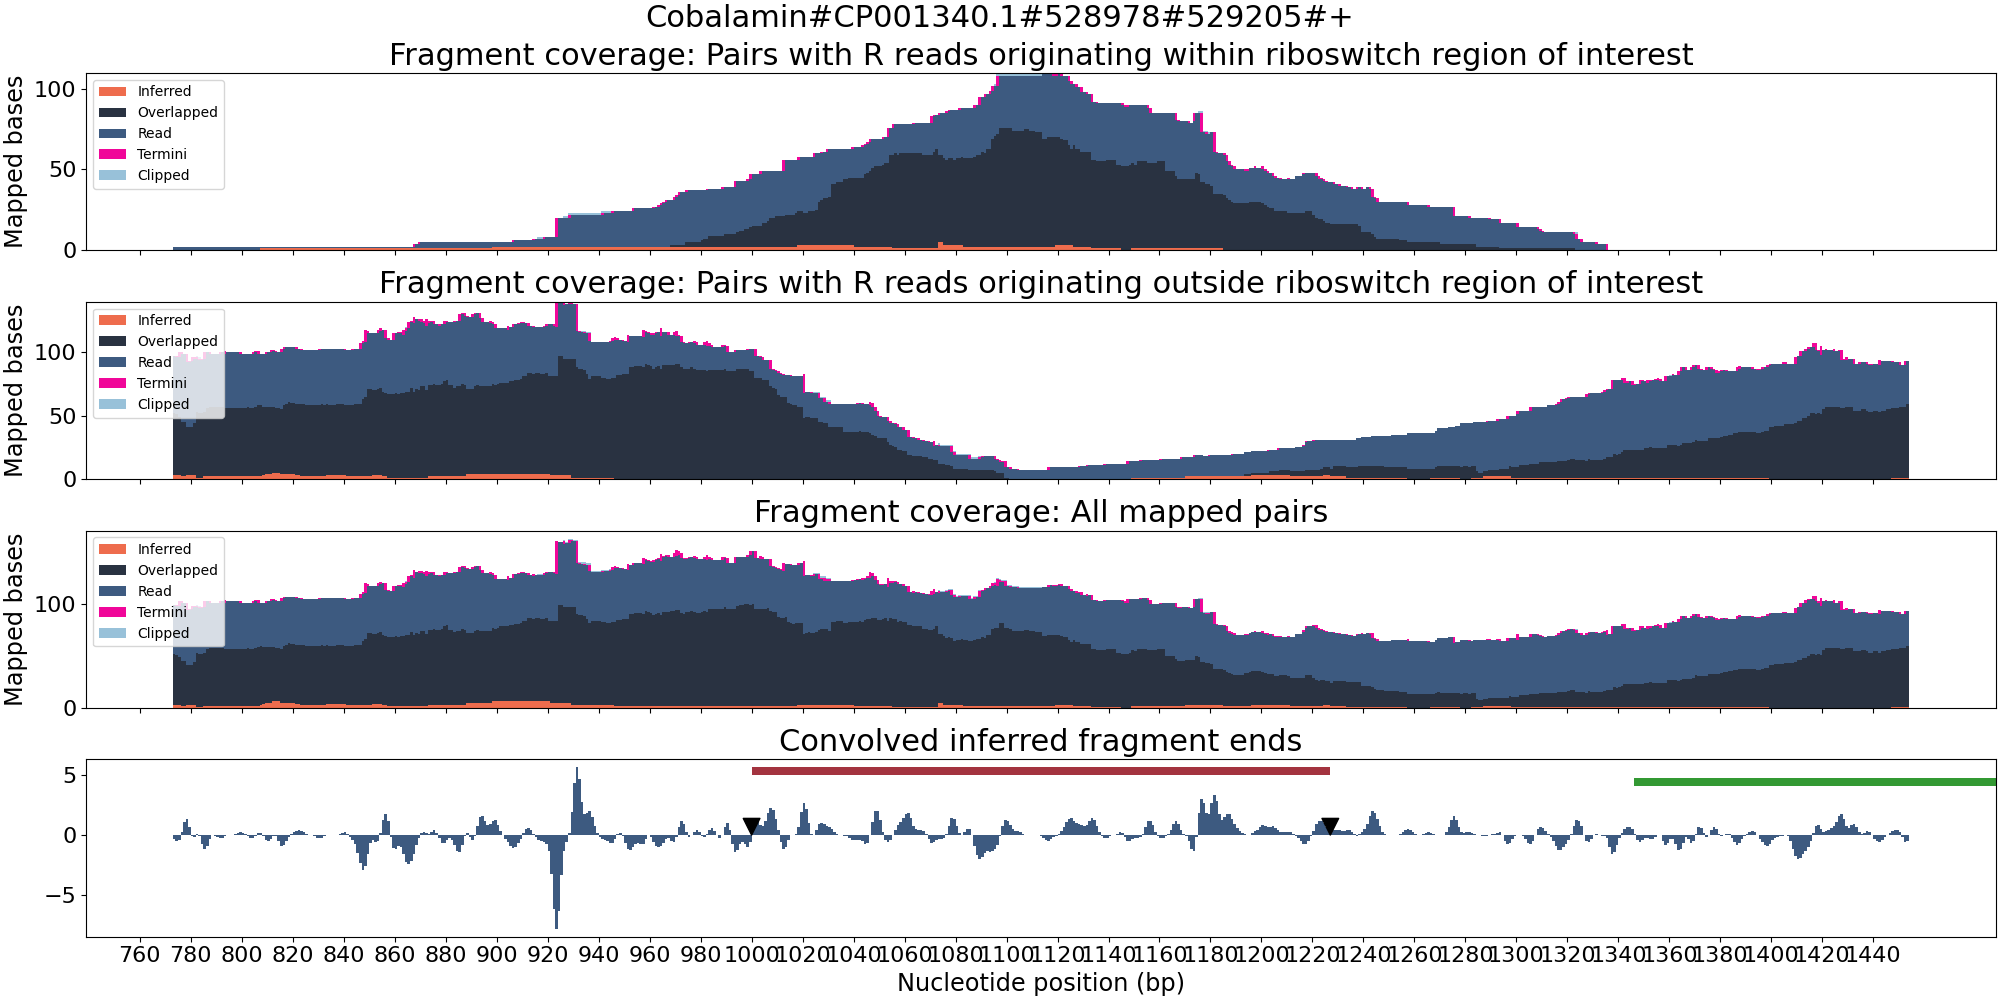 Cobalamin#CP001340.1#528978#529205#+
Fragment coverage: Pairs with R reads originating within riboswitch region of interest
Mapped bases
100
50
0
Inferred
Overlapped
Read
Termini
Clipped
Fragment coverage: Pairs with R reads originating outside riboswitch region of interest
Mapped bases
100
50
0
Inferred
Overlapped
Read
Termini
Clipped
Fragment coverage: All mapped pairs
Mapped bases
100
0
Inferred
Overlapped
Read
Termini
Clipped
Convolved inferred fragment ends
5
0
−5
760 780 800 820 840 860 880 900 920 940 960 980 1000 1020 1040 1060 1080 1100 1120 1140 1160 1180 1200 1220 1240 1260 1280 1300 1320 1340 1360 1380 1400 1420 1440
Nucleotide position (bp)